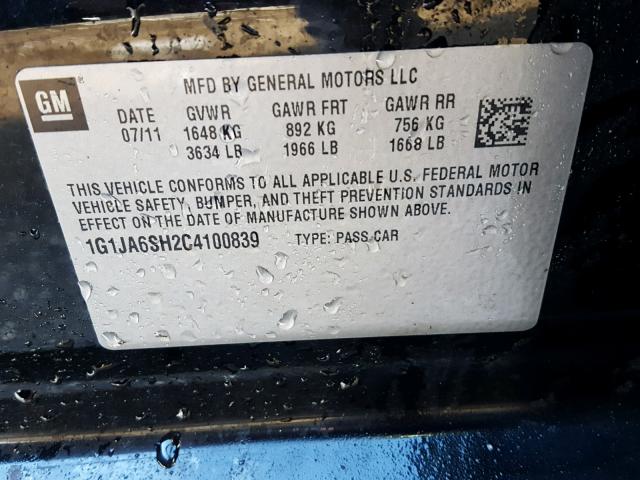 GM
®
MFD BY GENERAL MOTORS LLC
DATE GVWR GAWR FRT GAWR RR
07/11 1648 KG 892 KG 756 KG
3634 LB 1966 LB 1668 LB
THIS VEHICLE CONFORMS TO ALL APPLICABLE U.S. FEDERAL MOTOR
VEHICLE SAFETY, BUMPER, AND THEFT PREVENTION STANDARDS IN
EFFECT ON THE DATE OF MANUFACTURE SHOWN ABOVE.
1G1JA6SH2C4100839 TYPE: PASS CAR